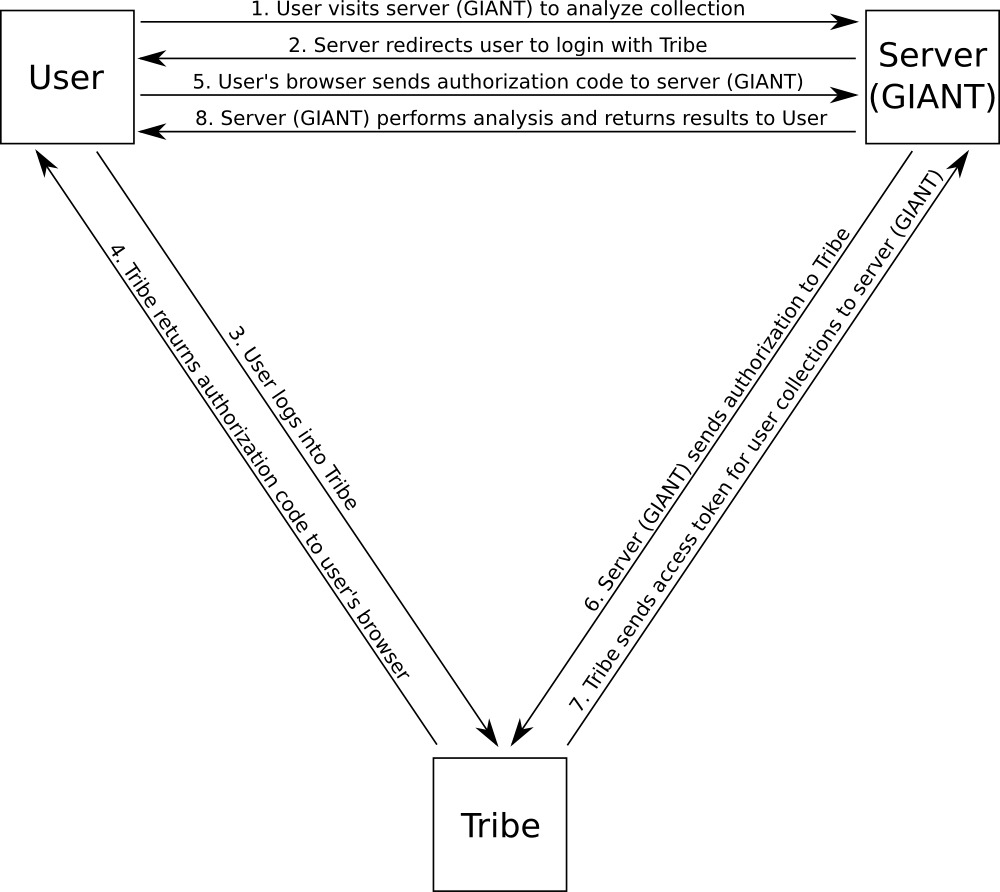 1. User visits server (GIANT) to analyze collection
User
2. Server redirects user to login with Tribe
Server
(GIANT)
5. User's browser sends authorization code to server (GIANT)
8. Server (GIANT) performs analysis and returns results to User
4. Tribe returns authorization code to user's browser
3. User logs into Tribe
6. Server (GIANT) sends authorization to Tribe
7. Tribe sends access token for user collections to server (GIANT)
Tribe